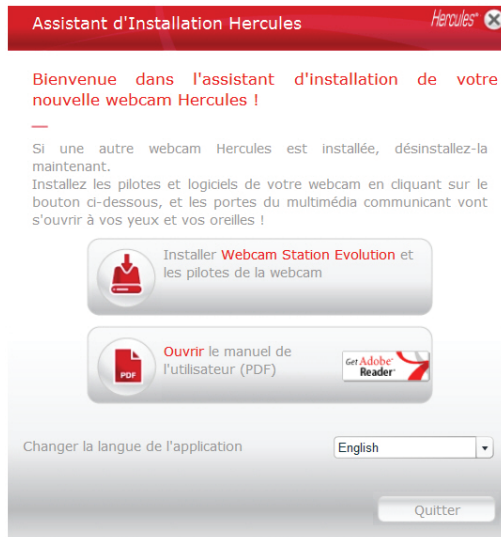 Assistant d'Installation Hercules
Hercules
Bienvenue dans l'assistant d'installation de votre
nouvelle webcam Hercules !
Si une autre webcam Hercules est installée, désinstallez-la
maintenant.
Installez les pilotes et logiciels de votre webcam en cliquant sur le
bouton ci-dessous, et les portes du multimédia communicant vont
s'ouvrir à vos yeux et vos oreilles !
Installer Webcam Station Evolution et
les pilotes de la webcam
PDF
Ouvrir le manuel de
l'utilisateur (PDF)
Get Adobe®
Reader®
Changer la langue de l'application
English
Quitter